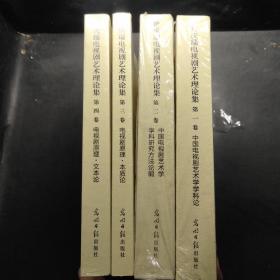 电视剧艺术理论集
第四卷
电视剧原理·文本论
光明日报出版社
电视剧艺术理论集
第三卷
电视剧原理·本质论
光明日报出版社
电视剧艺术理论集
第二卷
中国电视剧艺术学
学科研究方法论纲
光明日报出版社
电视剧艺术理论集
第一卷
中国电视剧艺术学学科论
光明日报出版社